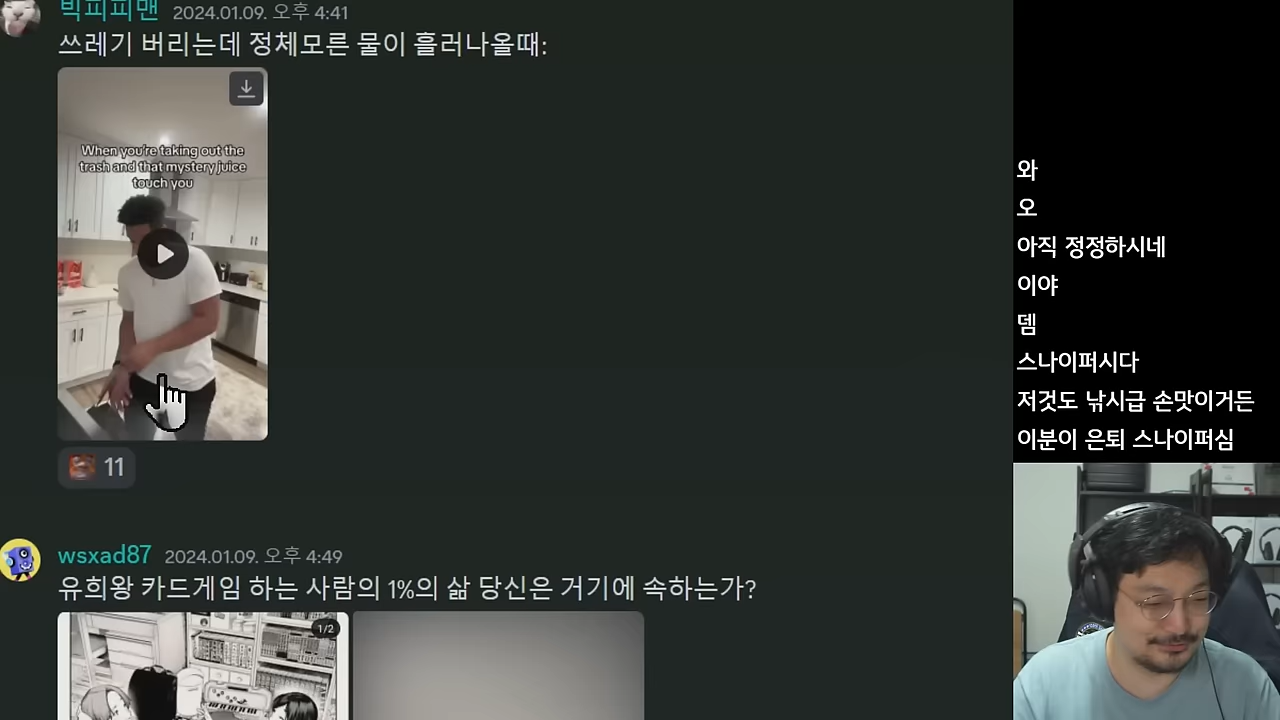 빅피피맨 2024.01.09. 오후 4:41
쓰레기 버리는데 정체모른 물이 흘러나올때:
When you're taking out the
trash and that mystery juice
touch you
11
wsxad87 2024.01.09. 오후 4:49
유희왕 카드게임 하는 사람의 1%의 삶 당신은 거기에 속하는가?
1/2
와
오
아직 정정하시네
이야
뎀
스나이퍼시다
저것도 낚시급 손맛이거든
이분이 은퇴 스나이퍼심